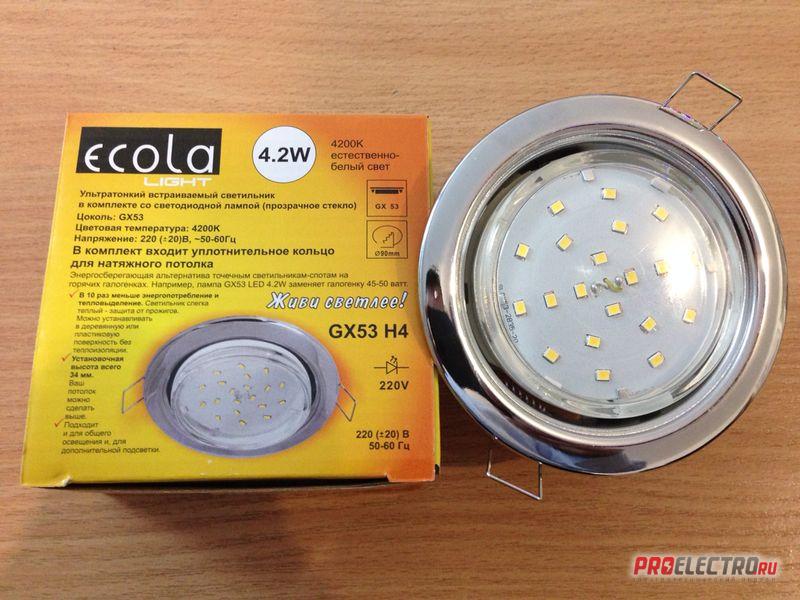 ecola
LIGHT
4.2W
4200K
естественно-
белый свет
Ультратонкий встраиваемый светильник
в комплекте со светодиодной лампой (прозрачное стекло)
Цоколь: GX53
Цветовая температура: 4200K
Напряжение: 220 (±20)В, ~50-60Гц
GX 53
Ø90mm
В комплект входит уплотнительное кольцо
для натяжного потолка
Энергосберегающая альтернатива точечным светильникам-спотам на
горячих галогенках. Например, лампа GX53 LED 4.2W заменяет галогенку 45-50 ватт.
Живи светлее!
✓ В 10 раз меньше энергопотребление и
тепловыделение. Светильник слегка
теплый - защита от прожигов.
Можно устанавливать
в деревянную или
пластиковую
поверхность без
теплоизоляции.
✓ Установочная
высота всего
34 мм.
Ваш
потолок
можно
сделать
выше.
✓ Подходит
и для общего
освещения и, для
дополнительной подсветки.
GX53 H4
220V
220 (±20) В
50-60 Гц
PROELECTRO.RU